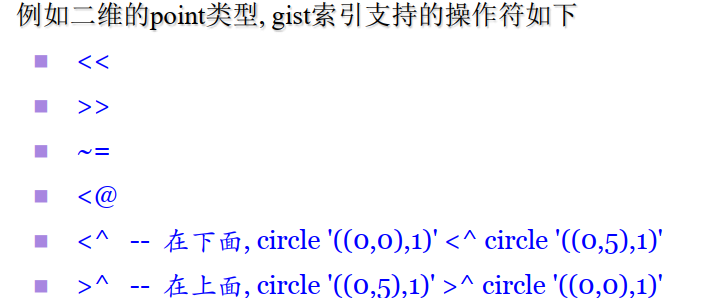 例如二维的point类型, gist索引支持的操作符如下
<<
>>
~=
<@
<^ -- 在下面, circle '((0,0),1)' <^ circle '((0,5),1)'
>^ -- 在上面, circle '((0,5),1)' >^ circle '((0,0),1)'